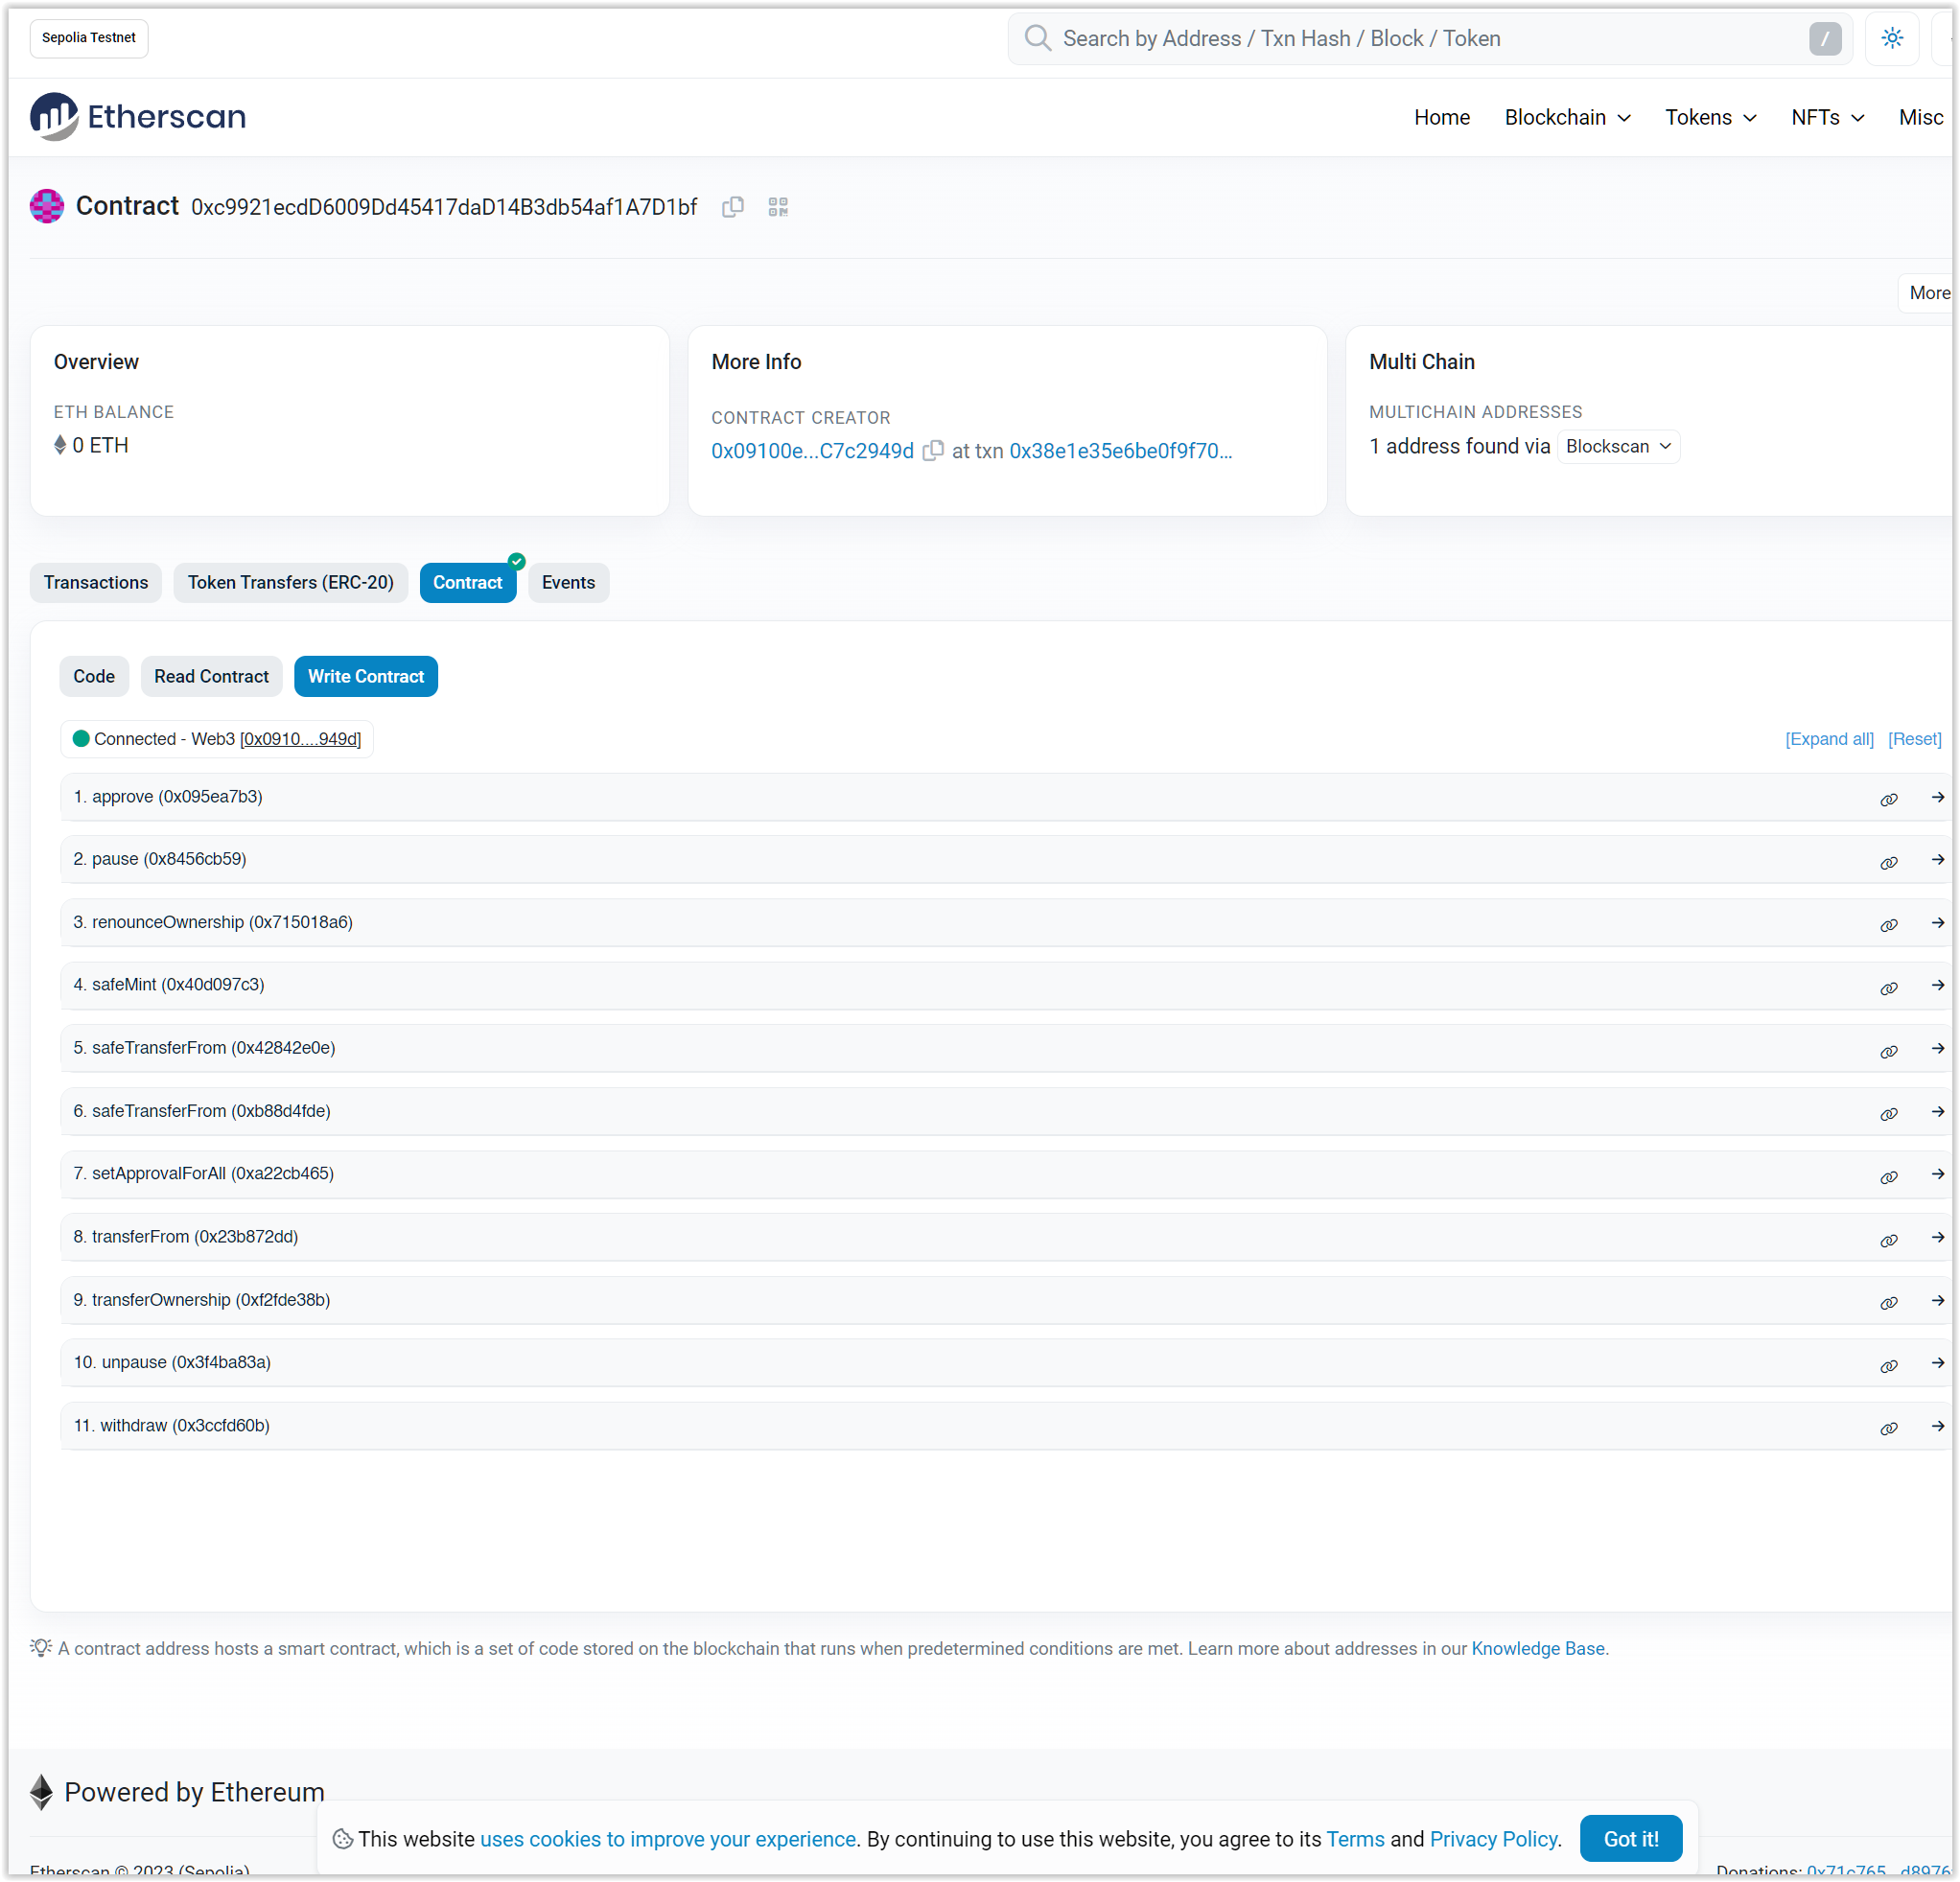 Sepolia Testnet
Search by Address / Txn Hash / Block / Token
/
Etherscan
Home Blockchain Tokens NFTs Misc
Contract 0xc9921ecdD6009Dd45417daD14B3db54af1A7D1bf
More
Overview
ETH BALANCE
0 ETH
More Info
CONTRACT CREATOR
0x09100e...C7c2949d at txn 0x38e1e35e6be0f9f70...
Multi Chain
MULTICHAIN ADDRESSES
1 address found via Blockscan
Transactions Token Transfers (ERC-20) Contract Events
Code Read Contract Write Contract
Connected - Web3 [0x0910....949d] [Expand all] [Reset]
1. approve (0x095ea7b3)
2. pause (0x8456cb59)
3. renounceOwnership (0x715018a6)
4. safeMint (0x40d097c3)
5. safeTransferFrom (0x42842e0e)
6. safeTransferFrom (0xb88d4fde)
7. setApprovalForAll (0xa22cb465)
8. transferFrom (0x23b872dd)
9. transferOwnership (0xf2fde38b)
10. unpause (0x3f4ba83a)
11. withdraw (0x3ccfd60b)
A contract address hosts a smart contract, which is a set of code stored on the blockchain that runs when predetermined conditions are met. Learn more about addresses in our Knowledge Base.
Powered by Ethereum
This website uses cookies to improve your experience. By continuing to use this website, you agree to its Terms and Privacy Policy. Got it!
Etherscan © 2023 (Sepolia) Donations: 0x71c765...d8976